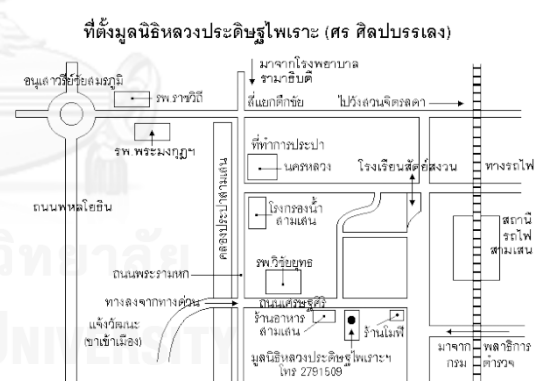 ที่ตั้งมูลนิธิหลวงประดิษฐไพเราะ (ศร ศิลปบรรเลง)
มาจากโรงพยาบาล
รามาธิบดี
อนุสาวรีย์ชัยสมรภูมิ
รพ.ราชวิถี
สี่แยกตึกชัย
ไปวังสวนจิตรลดา
รพ.พระมงกุฎฯ
ที่ทำการประปา
นครหลวง
โรงเรียนสัตย์สงวน
ทางรถไฟ
คลองประปาสามเสน
ถนนพหลโยธิน
โรงกรองน้ำ
สามเสน
สถานี
รถไฟ
สามเสน
วิทยาลัย
ถนนพระรามหก
รพ.วิชัยยุทธ
ทางลงจากทางด่วน
ถนนเศรษฐศิริ
แจ้งวัฒนะ
(ขาเข้าเมือง)
ร้านอาหาร
สามเสน
ร้านโมฟี่
มูลนิธิหลวงประดิษฐไพเราะฯ
โทร 2791509
มาจาก พลาธิการ
กรม ตำรวจ
UNIVERSITY